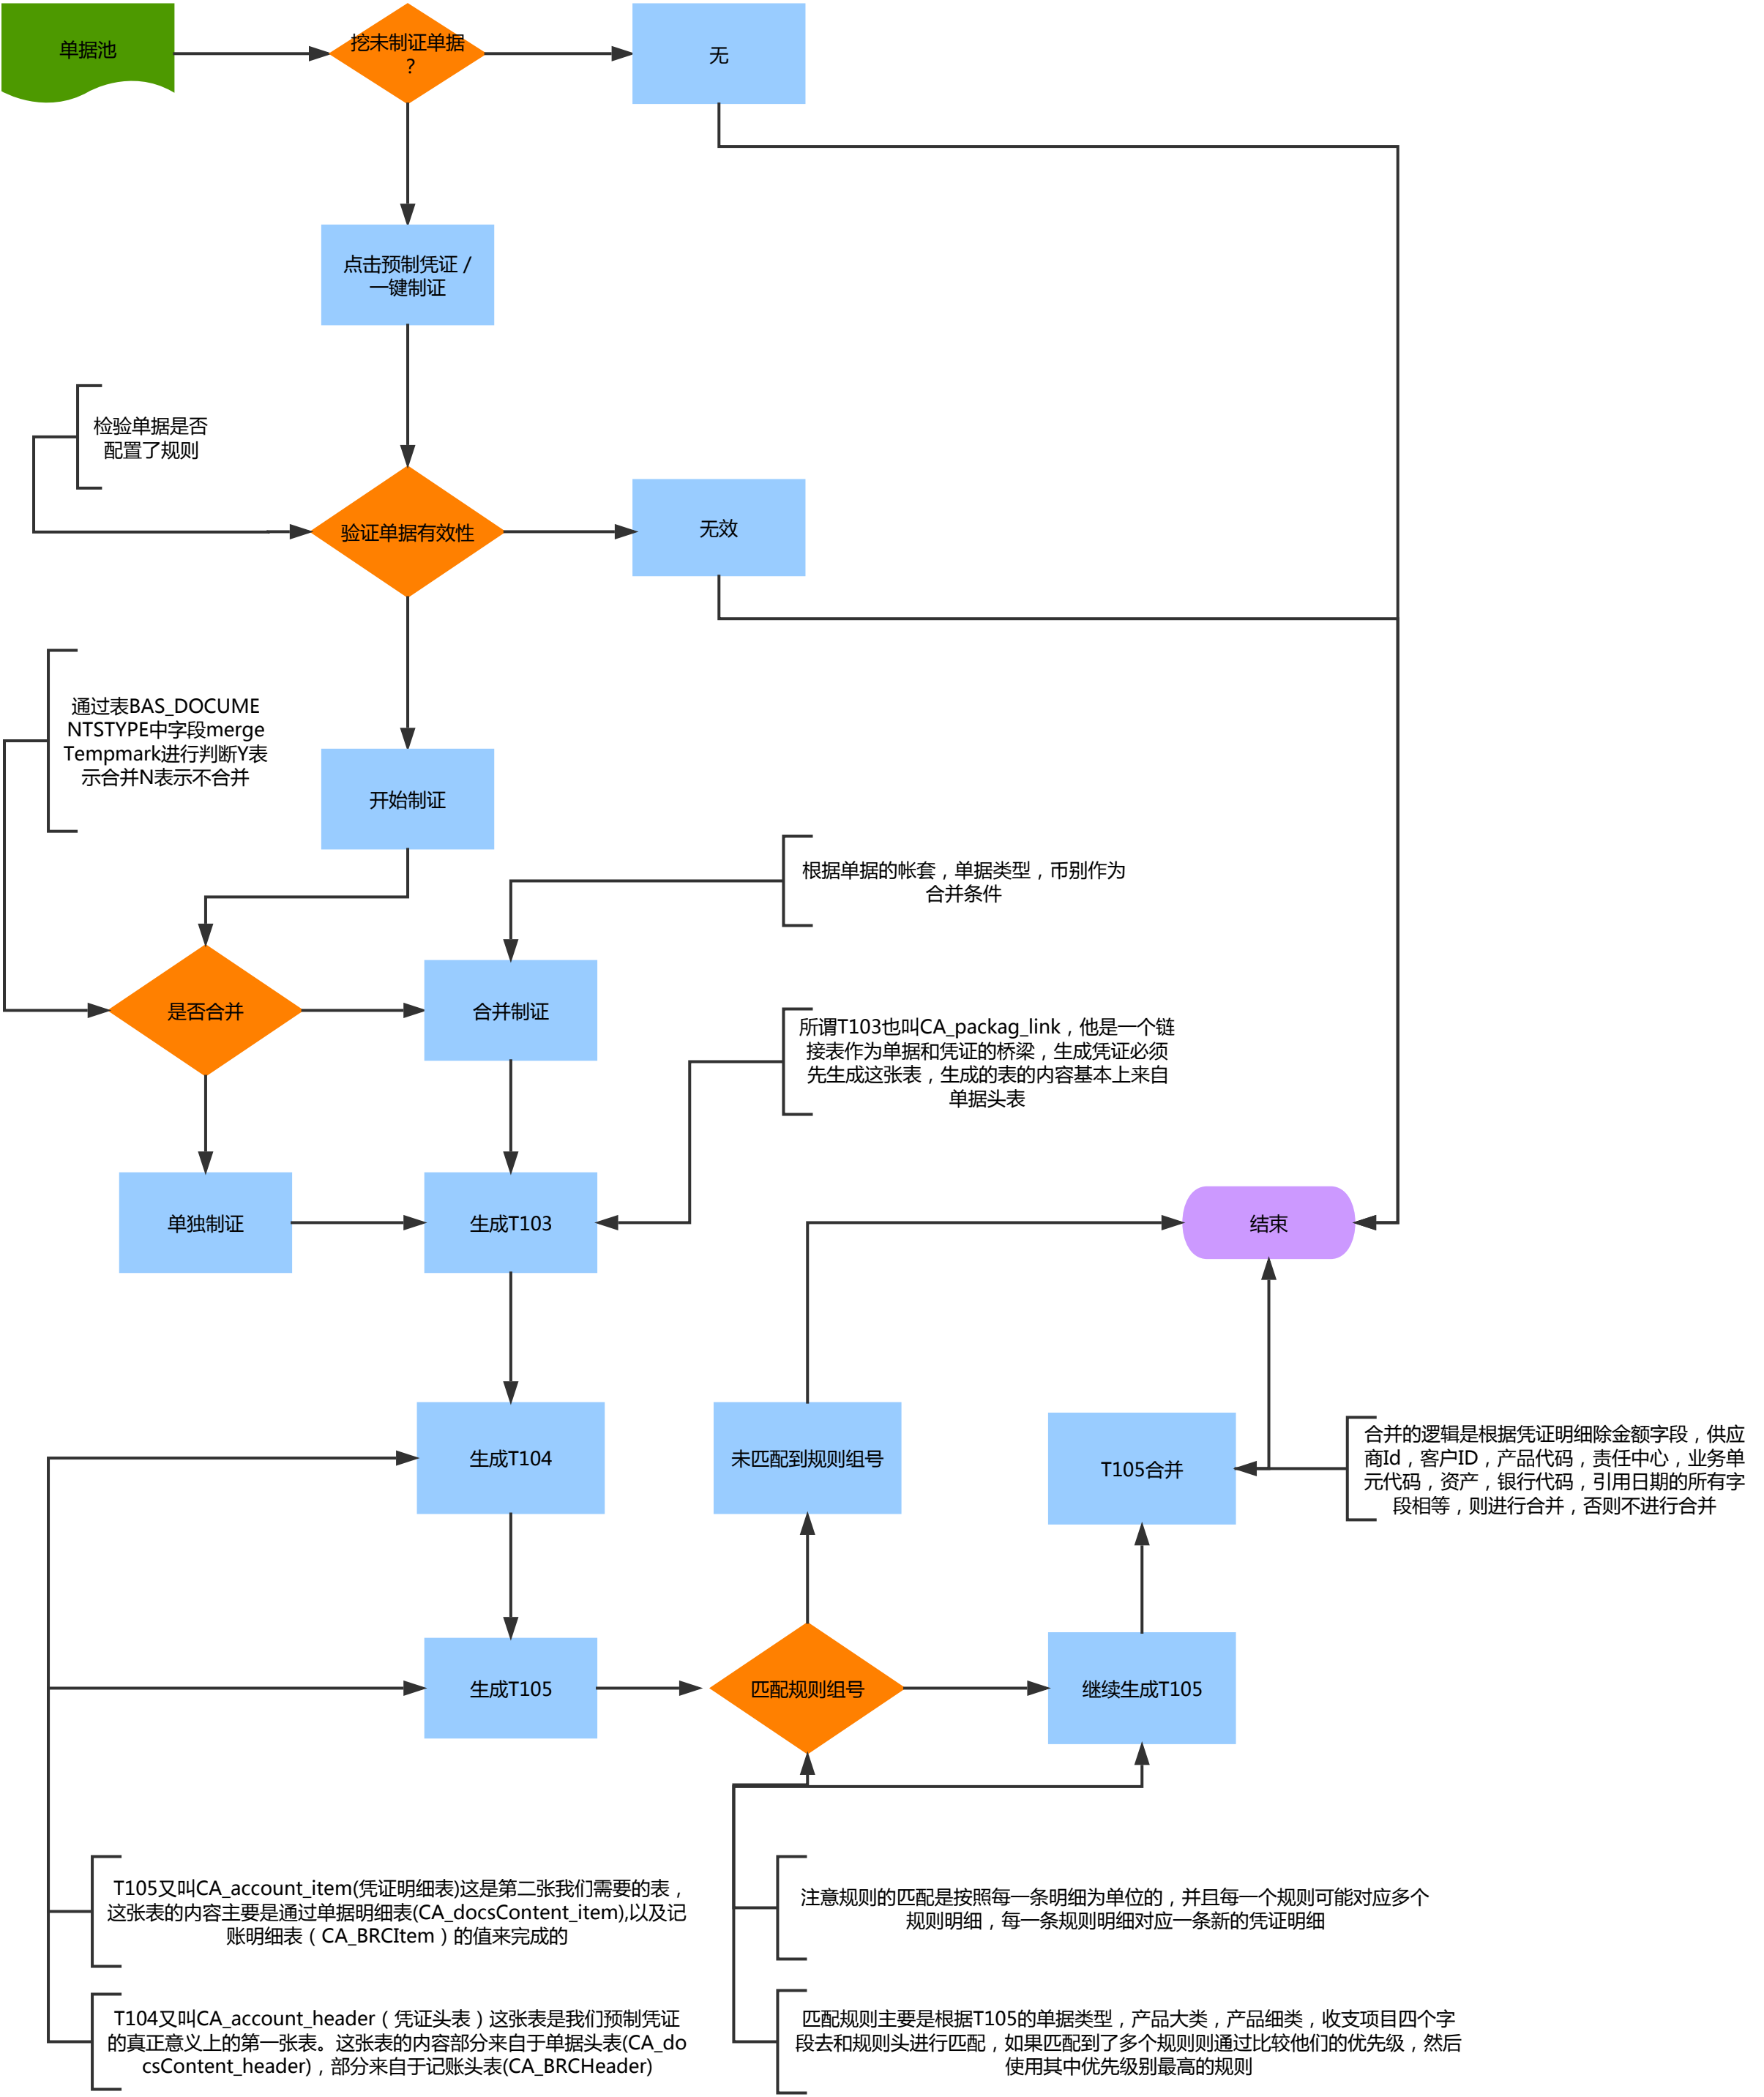 单据池
挖未制证单据
？
无
点击预制凭证 /
一键制证
检验单据是否
配置了规则
验证单据有效性
无效
通过表BAS_DOCUME
NTSTYPE中字段merge
Tempmark进行判断Y表
示合并N表示不合并
开始制证
根据单据的帐套，单据类型，币别作为
合并条件
是否合并
合并制证
所谓T103也叫CA_packag_link，他是一个链
接表作为单据和凭证的桥梁，生成凭证必须
先生成这张表，生成的表的内容基本上来自
单据头表
单独制证
生成T103
结束
生成T104
未匹配到规则组号
T105合并
合并的逻辑是根据凭证明细除金额字段，供应
商Id，客户ID，产品代码，责任中心，业务单
元代码，资产，银行代码，引用日期的所有字
段相等，则进行合并，否则不进行合并
生成T105
匹配规则组号
继续生成T105
T105又叫CA_account_item(凭证明细表)这是第二张我们需要的表，
这张表的内容主要是通过单据明细表(CA_docsContent_item),以及记
账明细表（CA_BRCItem）的值来完成的
注意规则的匹配是按照每一条明细为单位的，并且每一个规则可能对应多个
规则明细，每一条规则明细对应一条新的凭证明细
T104又叫CA_account_header（凭证头表）这张表是我们预制凭证
的真正意义上的第一张表。这张表的内容部分来自于单据头表(CA_do
csContent_header)，部分来自于记账头表(CA_BRCHeader)
匹配规则主要是根据T105的单据类型，产品大类，产品细类，收支项目四个字
段去和规则头进行匹配，如果匹配到了多个规则则通过比较他们的优先级，然后
使用其中优先级别最高的规则